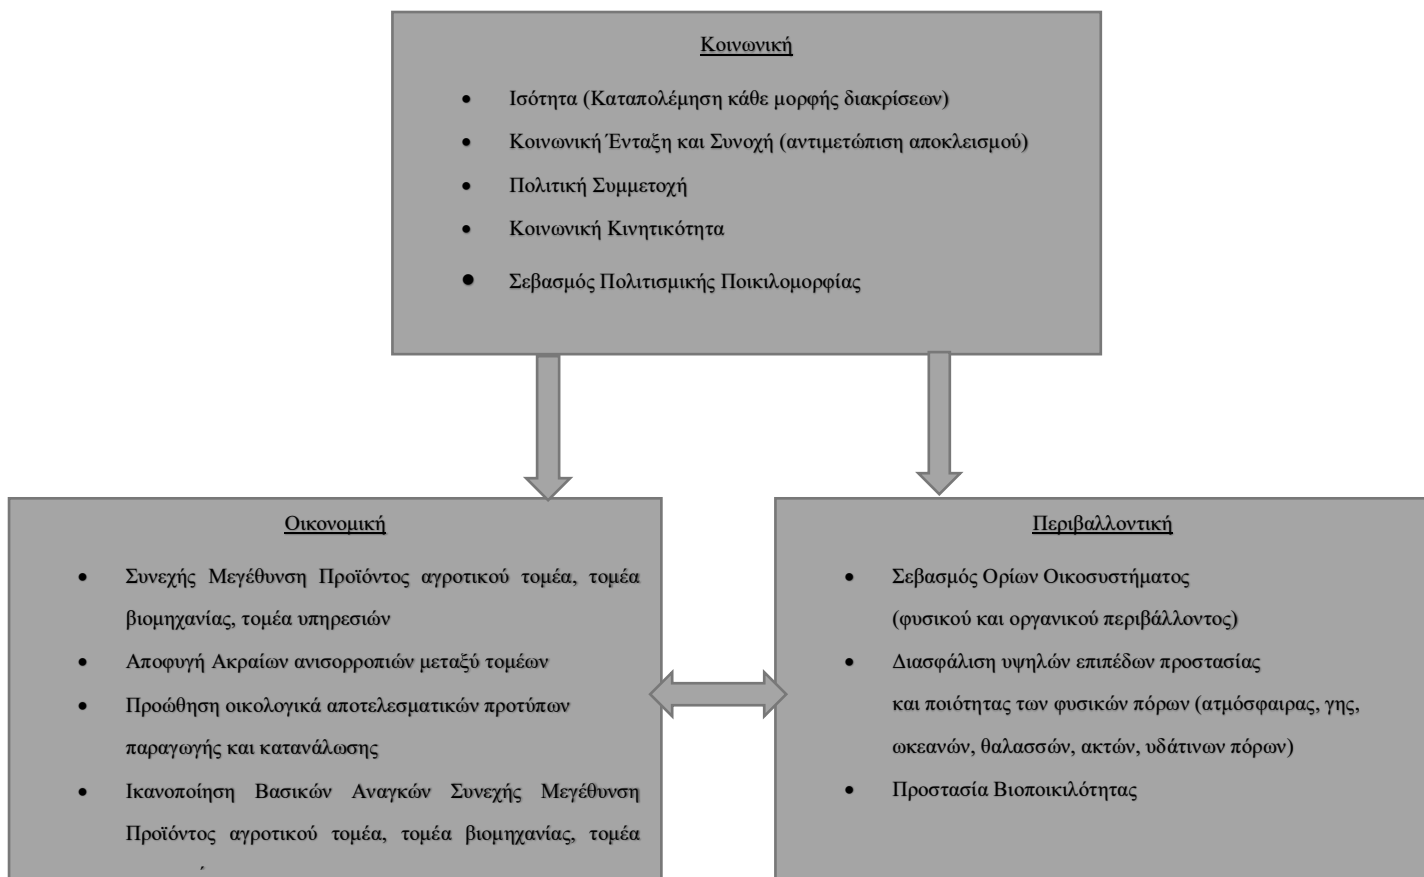 Κοινωνική
• Ισότητα (Καταπολέμηση κάθε μορφής διακρίσεων)
• Κοινωνική Ένταξη και Συνοχή (αντιμετώπιση αποκλεισμού)
• Πολιτική Συμμετοχή
• Κοινωνική Κινητικότητα
• Σεβασμός Πολιτισμικής Ποικιλομορφίας
Οικονομική
• Συνεχής Μεγέθυνση Προϊόντος αγροτικού τομέα, τομέα
βιομηχανίας, τομέα υπηρεσιών
• Αποφυγή Ακραίων ανισορροπιών μεταξύ τομέων
• Προώθηση οικολογικά αποτελεσματικών προτύπων
παραγωγής και κατανάλωσης
• Ικανοποίηση Βασικών Αναγκών Συνεχής Μεγέθυνση
Προϊόντος αγροτικού τομέα, τομέα βιομηχανίας, τομέα
Περιβαλλοντική
• Σεβασμός Ορίων Οικοσυστήματος
(φυσικού και οργανικού περιβάλλοντος)
• Διασφάλιση υψηλών επιπέδων προστασίας
και ποιότητας των φυσικών πόρων (ατμόσφαιρας, γης,
ωκεανών, θαλασσών, ακτών, υδάτινων πόρων)
• Προστασία Βιοποικιλότητας